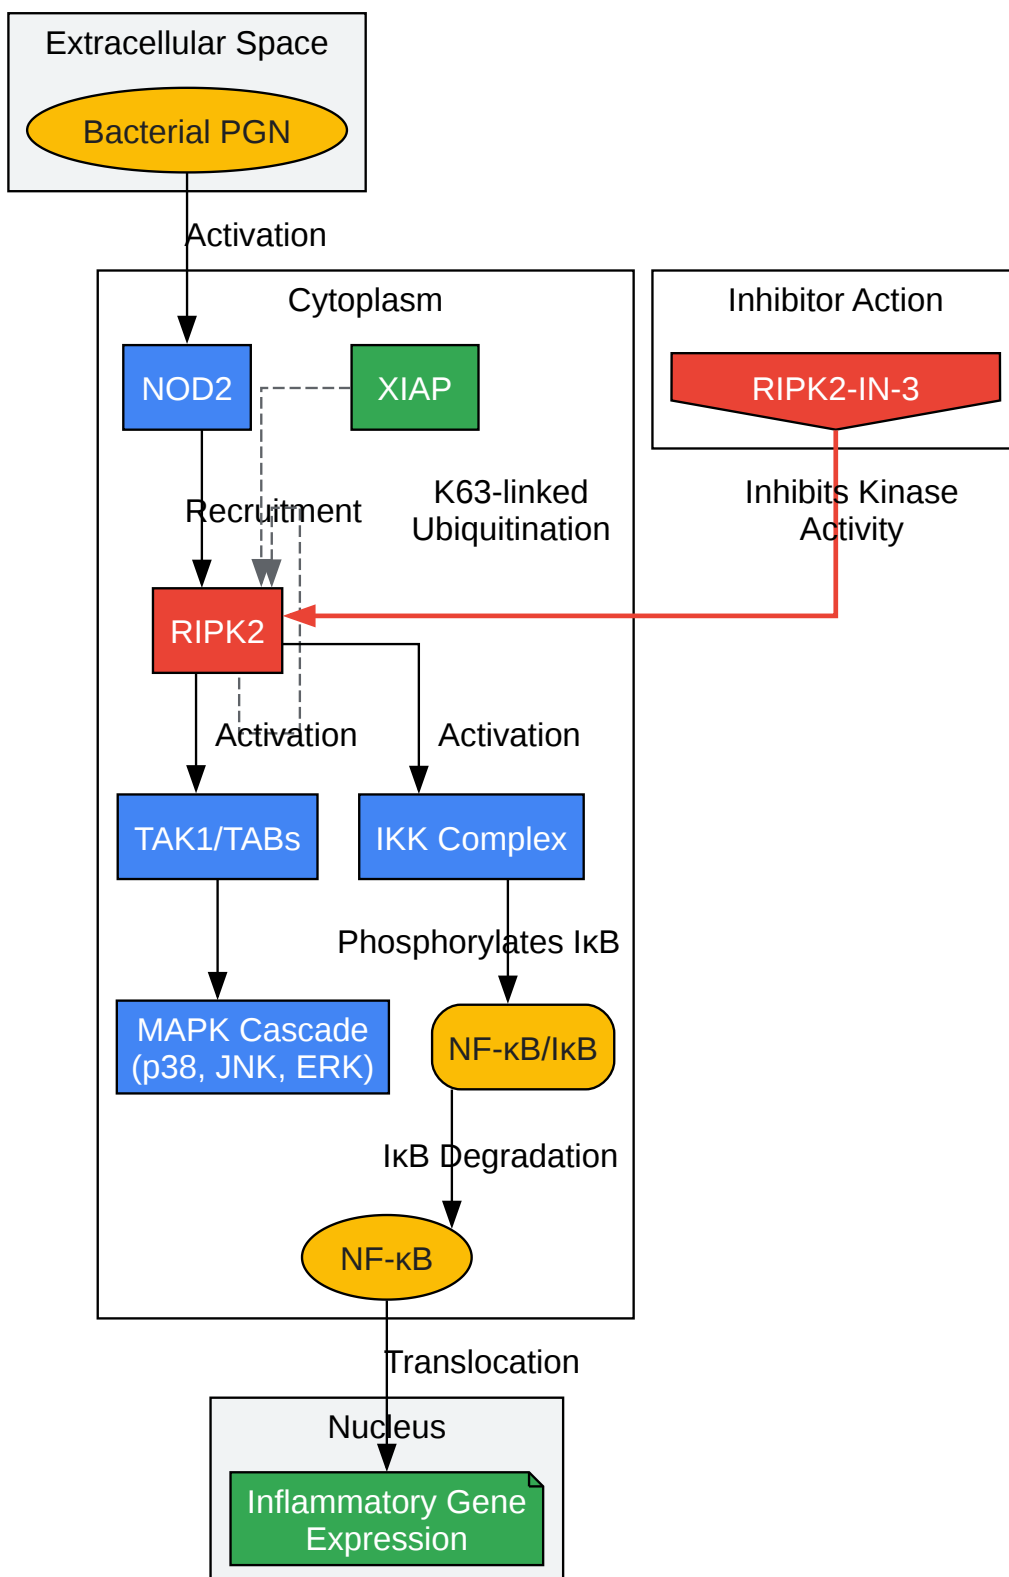 Extracellular Space
Bacterial PGN
Activation
Cytoplasm
Inhibitor Action
NOD2
XIAP
RIPK2-IN-3
Recruitment
K63-linked
Ubiquitination
Inhibits Kinase
Activity
RIPK2
Activation
Activation
TAK1/TABs
IKK Complex
Phosphorylates IκB
MAPK Cascade
(p38, JNK, ERK)
NF-κB/IκB
IκB Degradation
NF-κB
Translocation
Nucleus
Inflammatory Gene
Expression